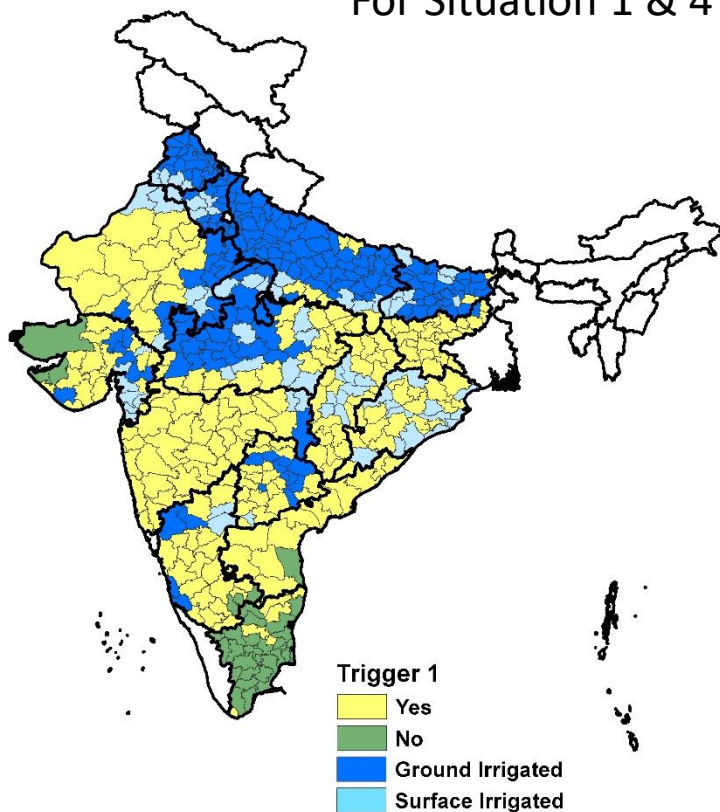 For Situation 1 & 4
Trigger 1
Yes
No
Ground Irrigated
Surface Irrigated